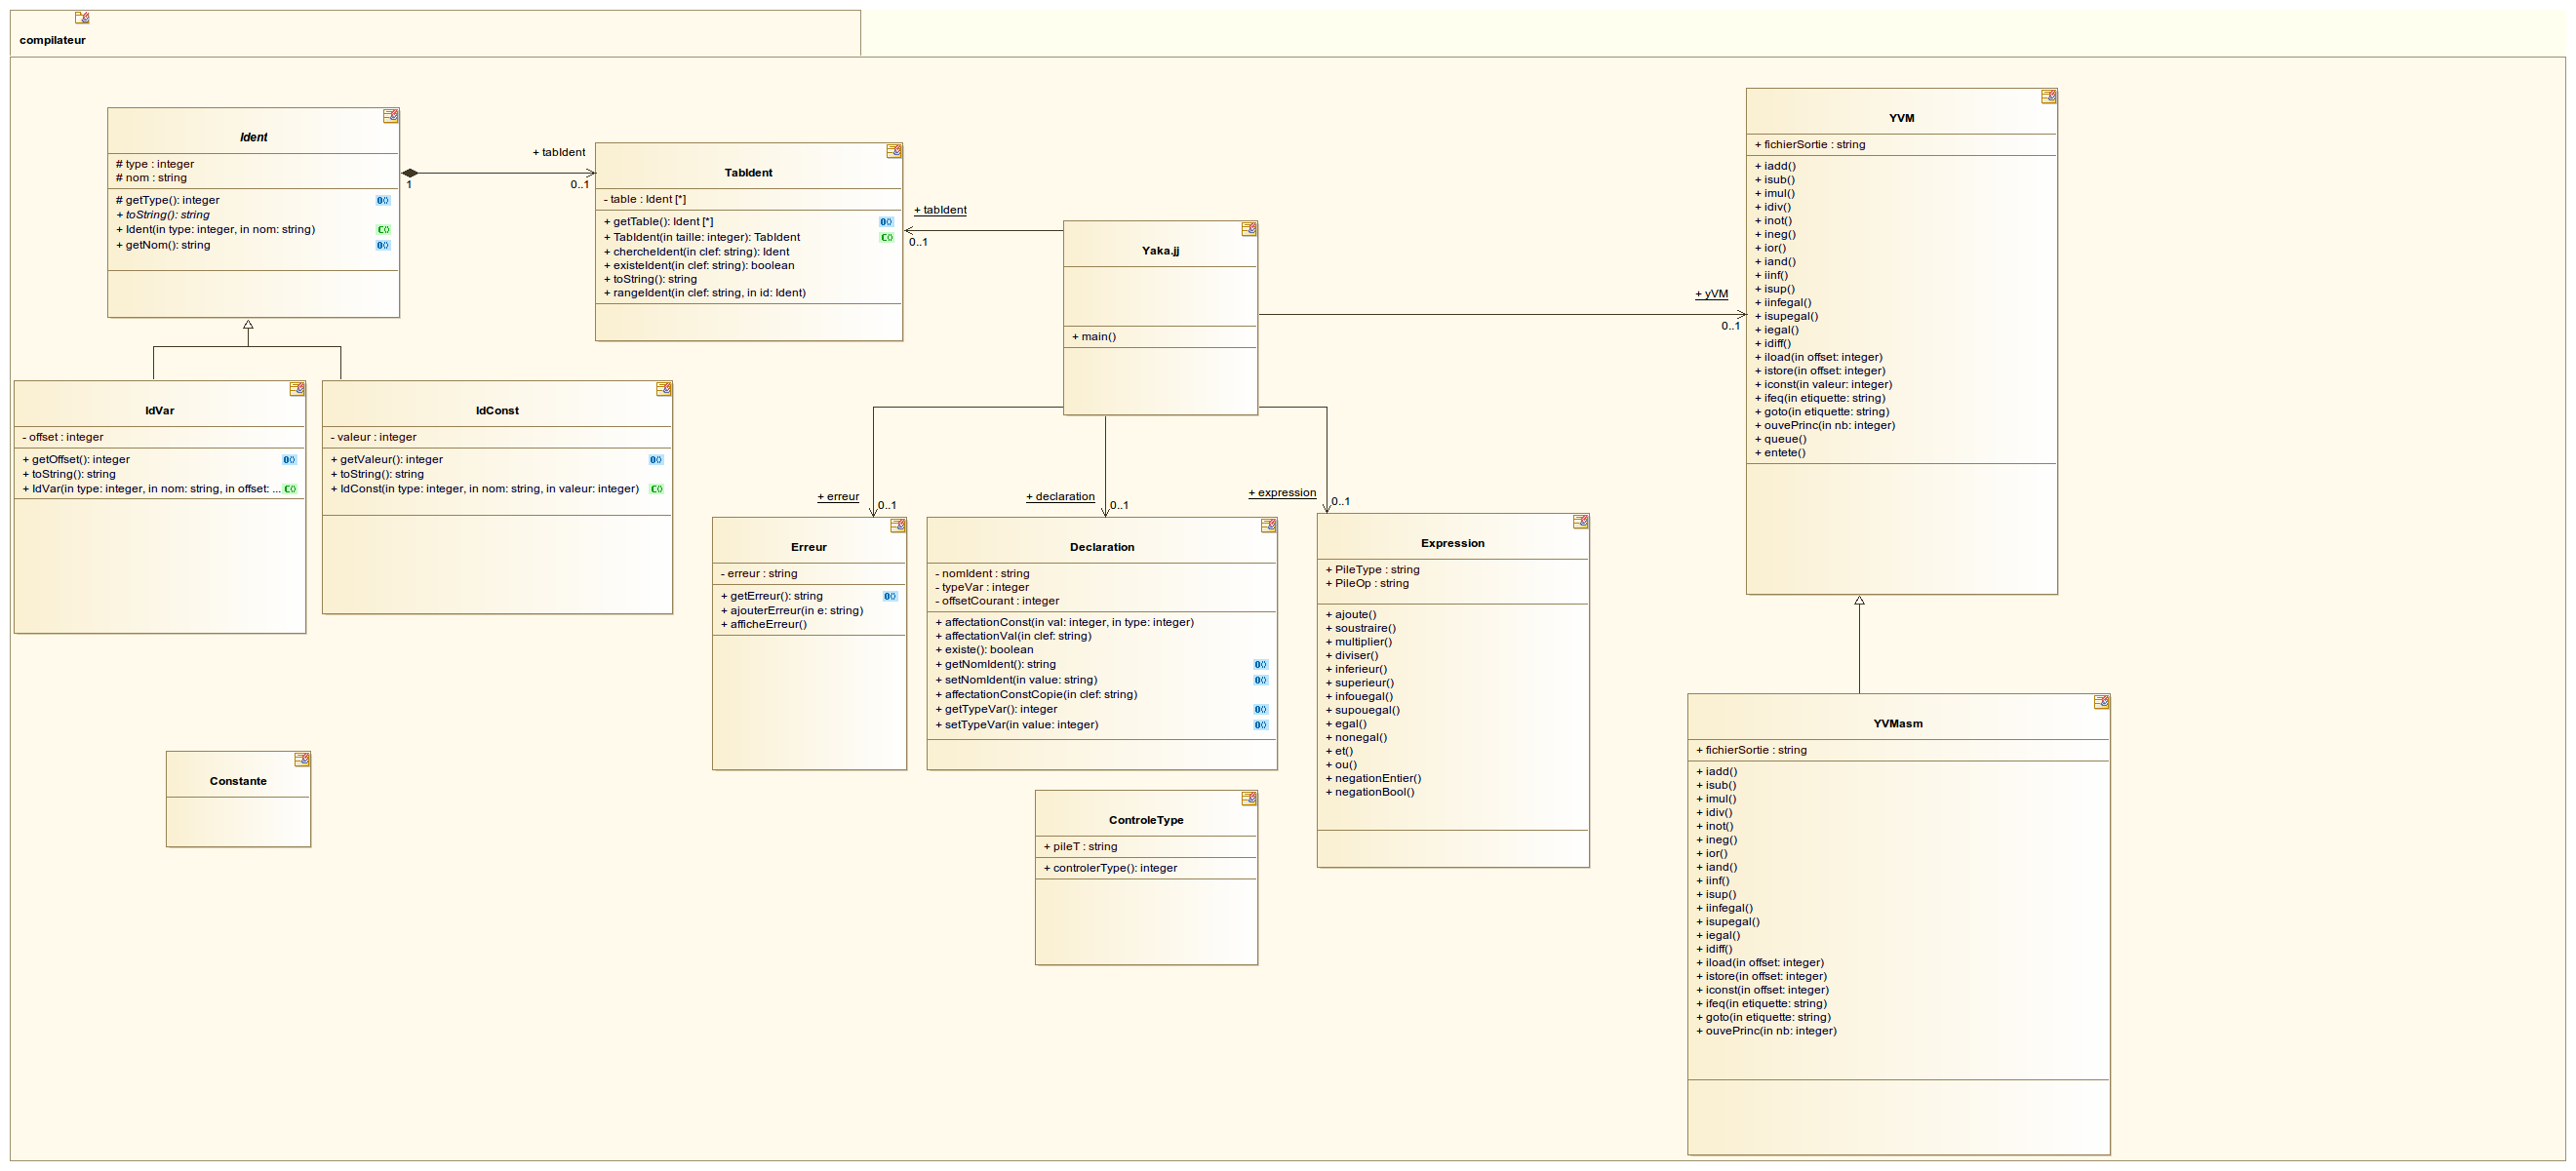 compilateur
Ident
# type : integer
# nom : string
# getType(): integer
+ toString(): string
+ Ident(in type: integer, in nom: string)
+ getNom(): string
+ tabIdent
1
0..1
TabIdent
- table : Ident [*]
+ getTable(): Ident [*]
+ TabIdent(in taille: integer): TabIdent
+ chercheIdent(in clef: string): Ident
+ existeIdent(in clef: string): boolean
+ toString(): string
+ rangeIdent(in clef: string, in id: Ident)
+ tabIdent
0..1
Yaka.jj
+ main()
+ yVM
0..1
YVM
+ fichierSortie : string
+ iadd()
+ isub()
+ imul()
+ idiv()
+ inot()
+ ineg()
+ ior()
+ iand()
+ iinf()
+ isup()
+ iinfegal()
+ isupegal()
+ iegal()
+ idiff()
+ iload(in offset: integer)
+ istore(in offset: integer)
+ iconst(in valeur: integer)
+ ifeq(in etiquette: string)
+ goto(in etiquette: string)
+ ouvePrinc(in nb: integer)
+ queue()
+ entete()
IdVar
- offset : integer
+ getOffset(): integer
+ toString(): string
+ IdVar(in type: integer, in nom: string, in offset: ...
IdConst
- valeur : integer
+ getValeur(): integer
+ toString(): string
+ IdConst(in type: integer, in nom: string, in valeur: integer)
+ erreur
0..1
+ declaration
0..1
+ expression
0..1
Erreur
- erreur : string
+ getErreur(): string
+ ajouterErreur(in e: string)
+ afficheErreur()
Declaration
- nomIdent : string
- typeVar : integer
- offsetCourant : integer
+ affectationConst(in val: integer, in type: integer)
+ affectationVal(in clef: string)
+ existe(): boolean
+ getNomIdent(): string
+ setNomIdent(in value: string)
+ affectationConstCopie(in clef: string)
+ getTypeVar(): integer
+ setTypeVar(in value: integer)
Expression
+ PileType : string
+ PileOp : string
+ ajoute()
+ soustraire()
+ multiplier()
+ diviser()
+ inferieur()
+ superieur()
+ infouegal()
+ supouegal()
+ egal()
+ nonegal()
+ et()
+ ou()
+ negationEntier()
+ negationBool()
Constante
ControleType
+ pileT : string
+ controlerType(): integer
YVMasm
+ fichierSortie : string
+ iadd()
+ isub()
+ imul()
+ idiv()
+ inot()
+ ineg()
+ ior()
+ iand()
+ iinf()
+ isup()
+ iinfegal()
+ isupegal()
+ iegal()
+ idiff()
+ iload(in offset: integer)
+ istore(in offset: integer)
+ iconst(in offset: integer)
+ ifeq(in etiquette: string)
+ goto(in etiquette: string)
+ ouvePrinc(in nb: integer)